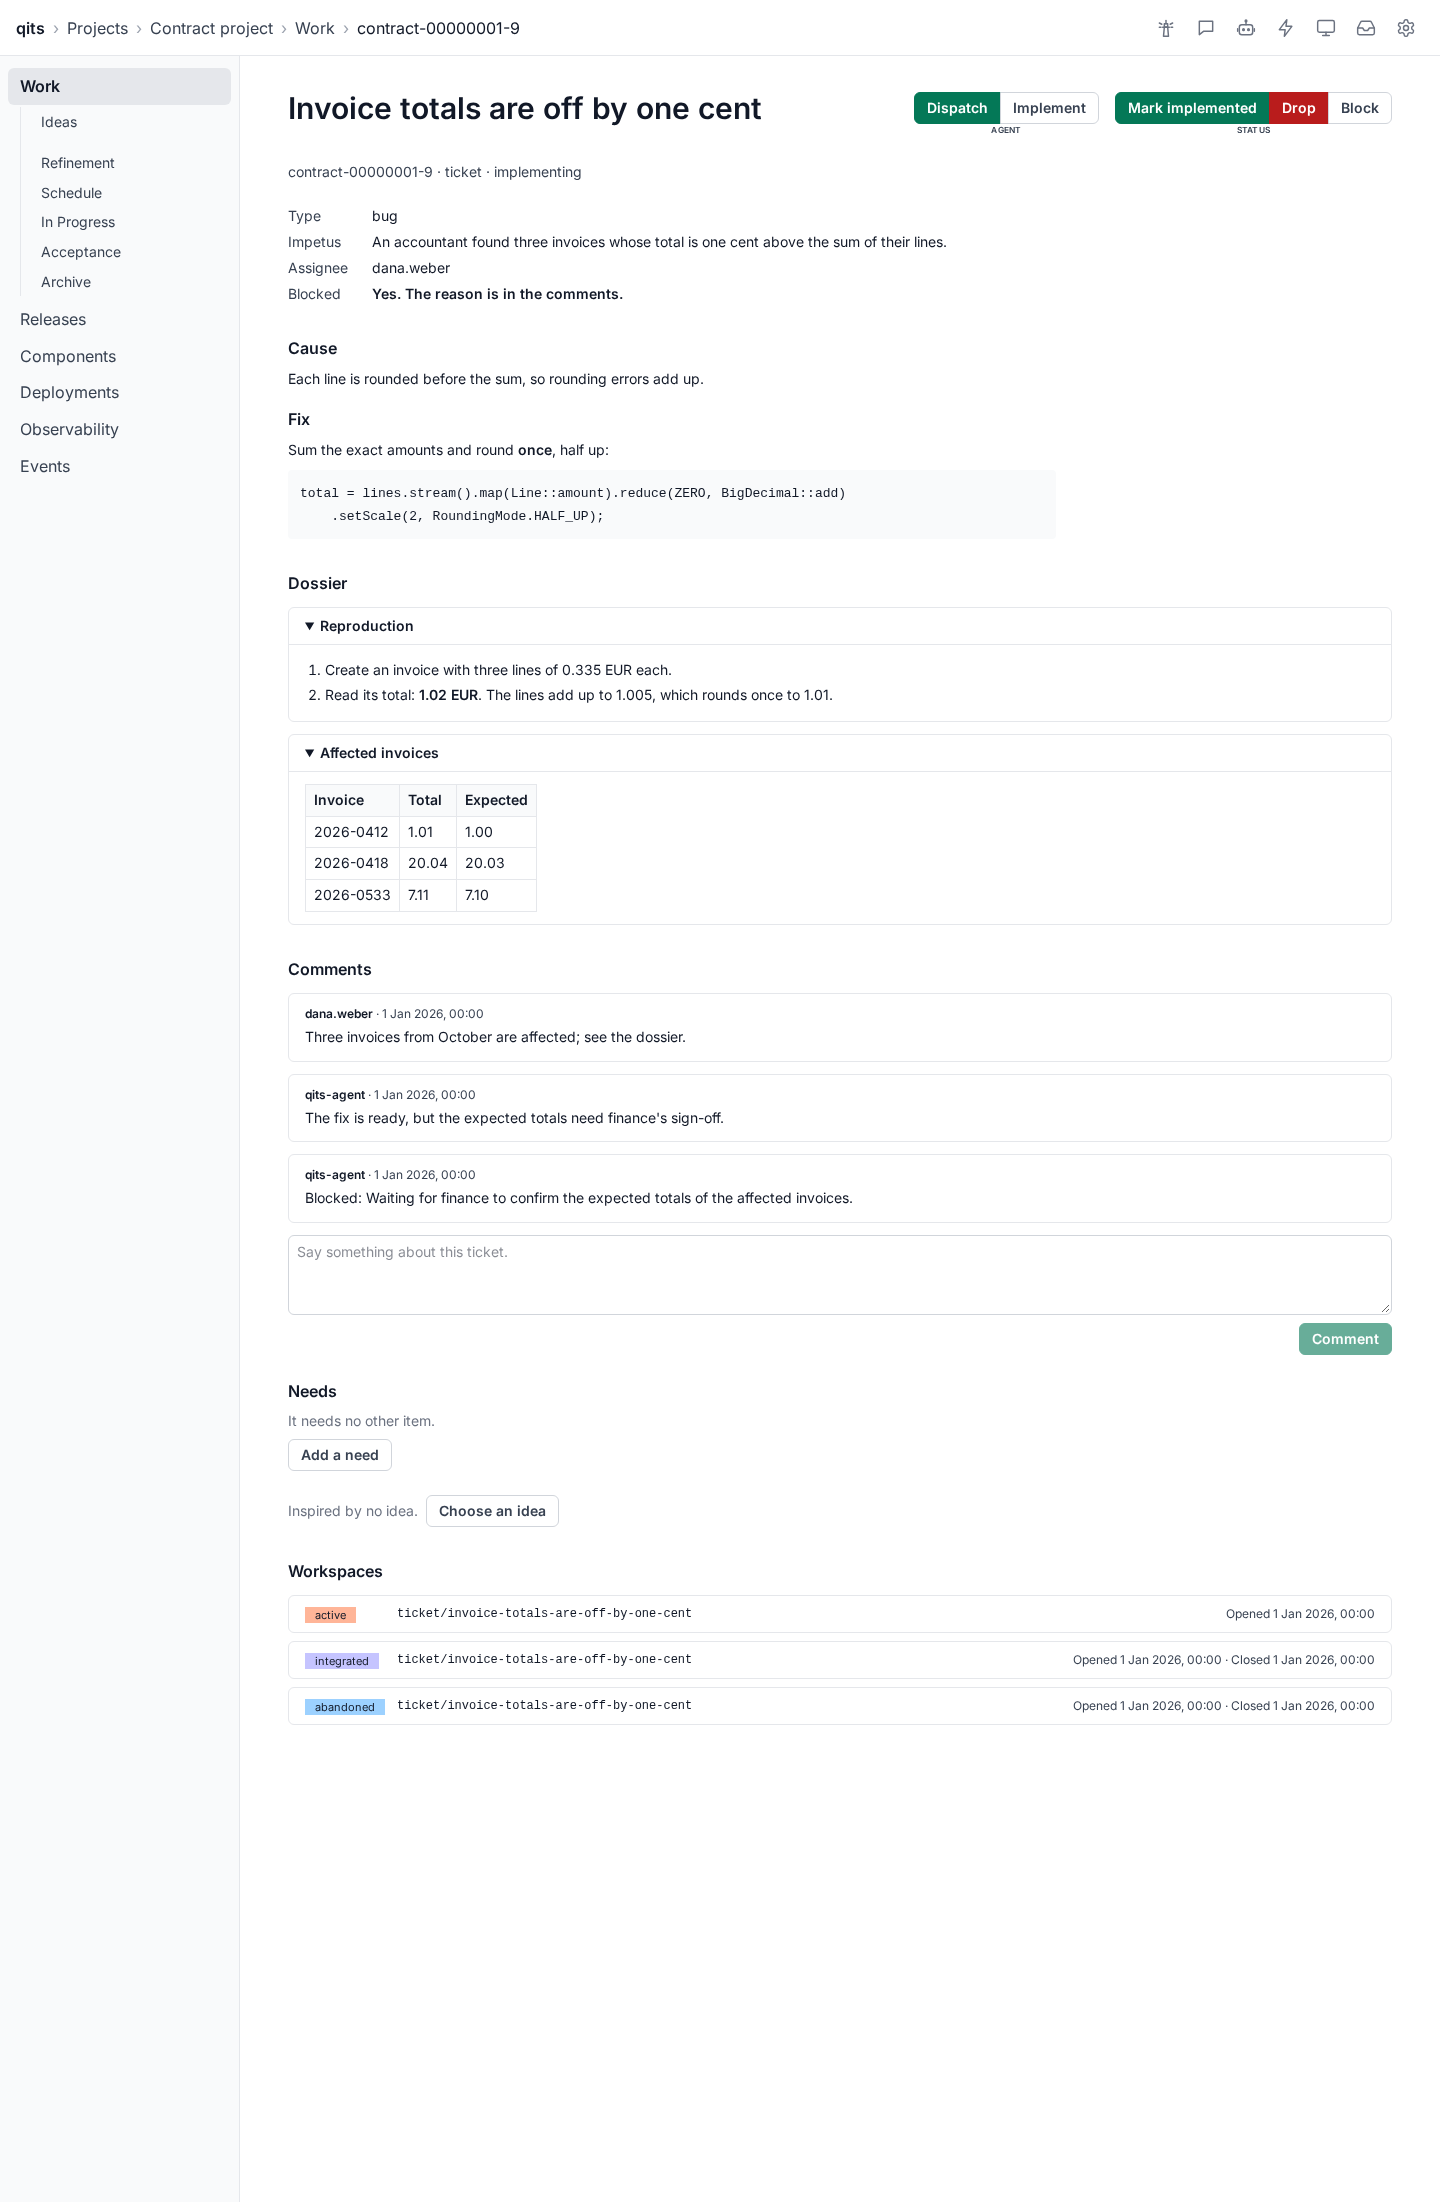 qits › Projects › Contract project › Work › contract-00000001-9
Work
Ideas
Refinement
Schedule
In Progress
Acceptance
Archive
Releases
Components
Deployments
Observability
Events
Invoice totals are off by one cent
Dispatch Implement
AGENT
Mark implemented Drop Block
STATUS
contract-00000001-9 · ticket · implementing
Type bug
Impetus An accountant found three invoices whose total is one cent above the sum of their lines.
Assignee dana.weber
Blocked Yes. The reason is in the comments.
Cause
Each line is rounded before the sum, so rounding errors add up.
Fix
Sum the exact amounts and round once, half up:
total = lines.stream().map(Line::amount).reduce(ZERO, BigDecimal::add)
    .setScale(2, RoundingMode.HALF_UP);
Dossier
▼ Reproduction
1. Create an invoice with three lines of 0.335 EUR each.
2. Read its total: 1.02 EUR. The lines add up to 1.005, which rounds once to 1.01.
▼ Affected invoices
Invoice Total Expected
2026-0412 1.01 1.00
2026-0418 20.04 20.03
2026-0533 7.11 7.10
Comments
dana.weber · 1 Jan 2026, 00:00
Three invoices from October are affected; see the dossier.
qits-agent · 1 Jan 2026, 00:00
The fix is ready, but the expected totals need finance's sign-off.
qits-agent · 1 Jan 2026, 00:00
Blocked: Waiting for finance to confirm the expected totals of the affected invoices.
Say something about this ticket.
Comment
Needs
It needs no other item.
Add a need
Inspired by no idea. Choose an idea
Workspaces
active ticket/invoice-totals-are-off-by-one-cent Opened 1 Jan 2026, 00:00
integrated ticket/invoice-totals-are-off-by-one-cent Opened 1 Jan 2026, 00:00 · Closed 1 Jan 2026, 00:00
abandoned ticket/invoice-totals-are-off-by-one-cent Opened 1 Jan 2026, 00:00 · Closed 1 Jan 2026, 00:00